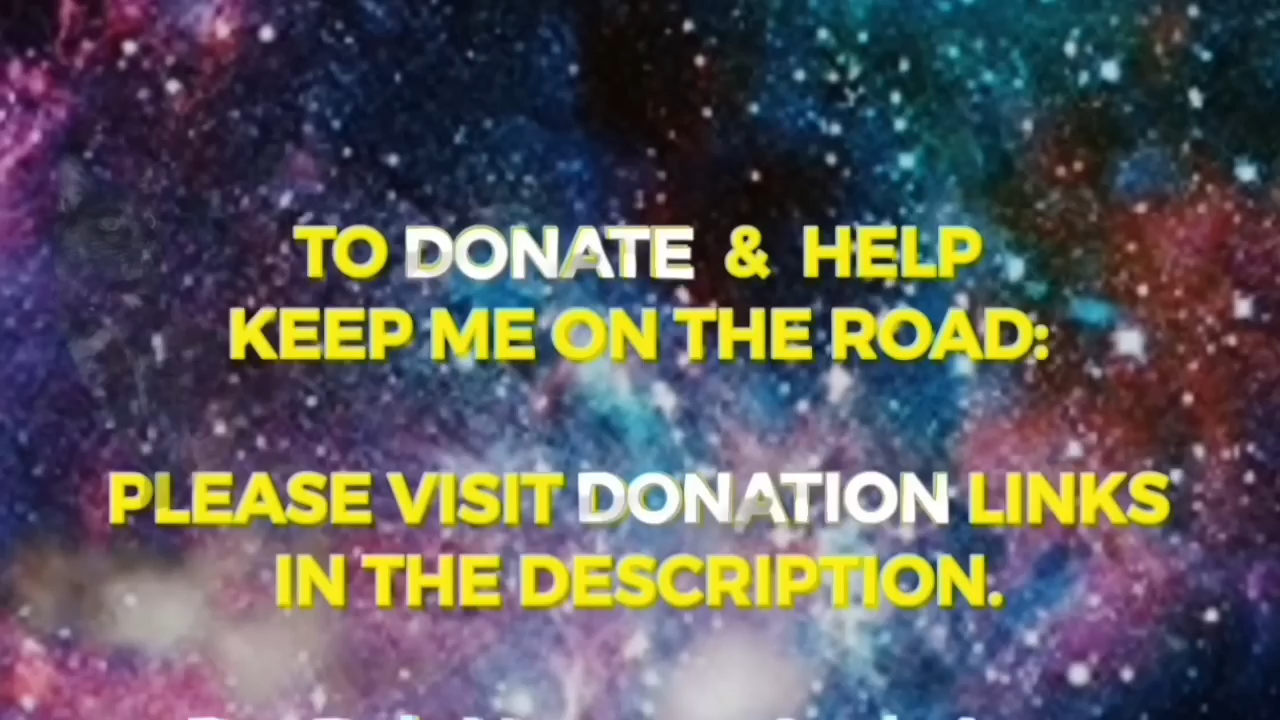 TO DONATE & HELP
KEEP ME ON THE ROAD:
PLEASE VISIT DONATION LINKS
IN THE DESCRIPTION.